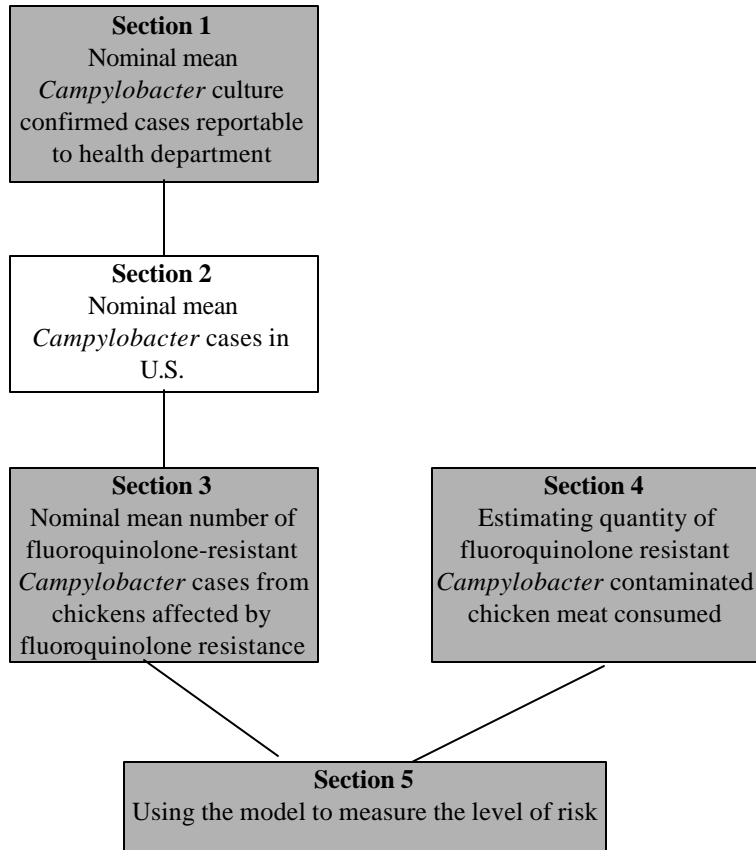 Section 1
Nominal mean
Campylobacter culture
confirmed cases reportable
to health department
Section 2
Nominal mean
Campylobacter cases in
U.S.
Section 3
Nominal mean number of
fluoroquinolone-resistant
Campylobacter cases from
chickens affected by
fluoroquinolone resistance
Section 4
Estimating quantity of
fluoroquinolone resistant
Campylobacter contaminated
chicken meat consumed
Section 5
Using the model to measure the level of risk